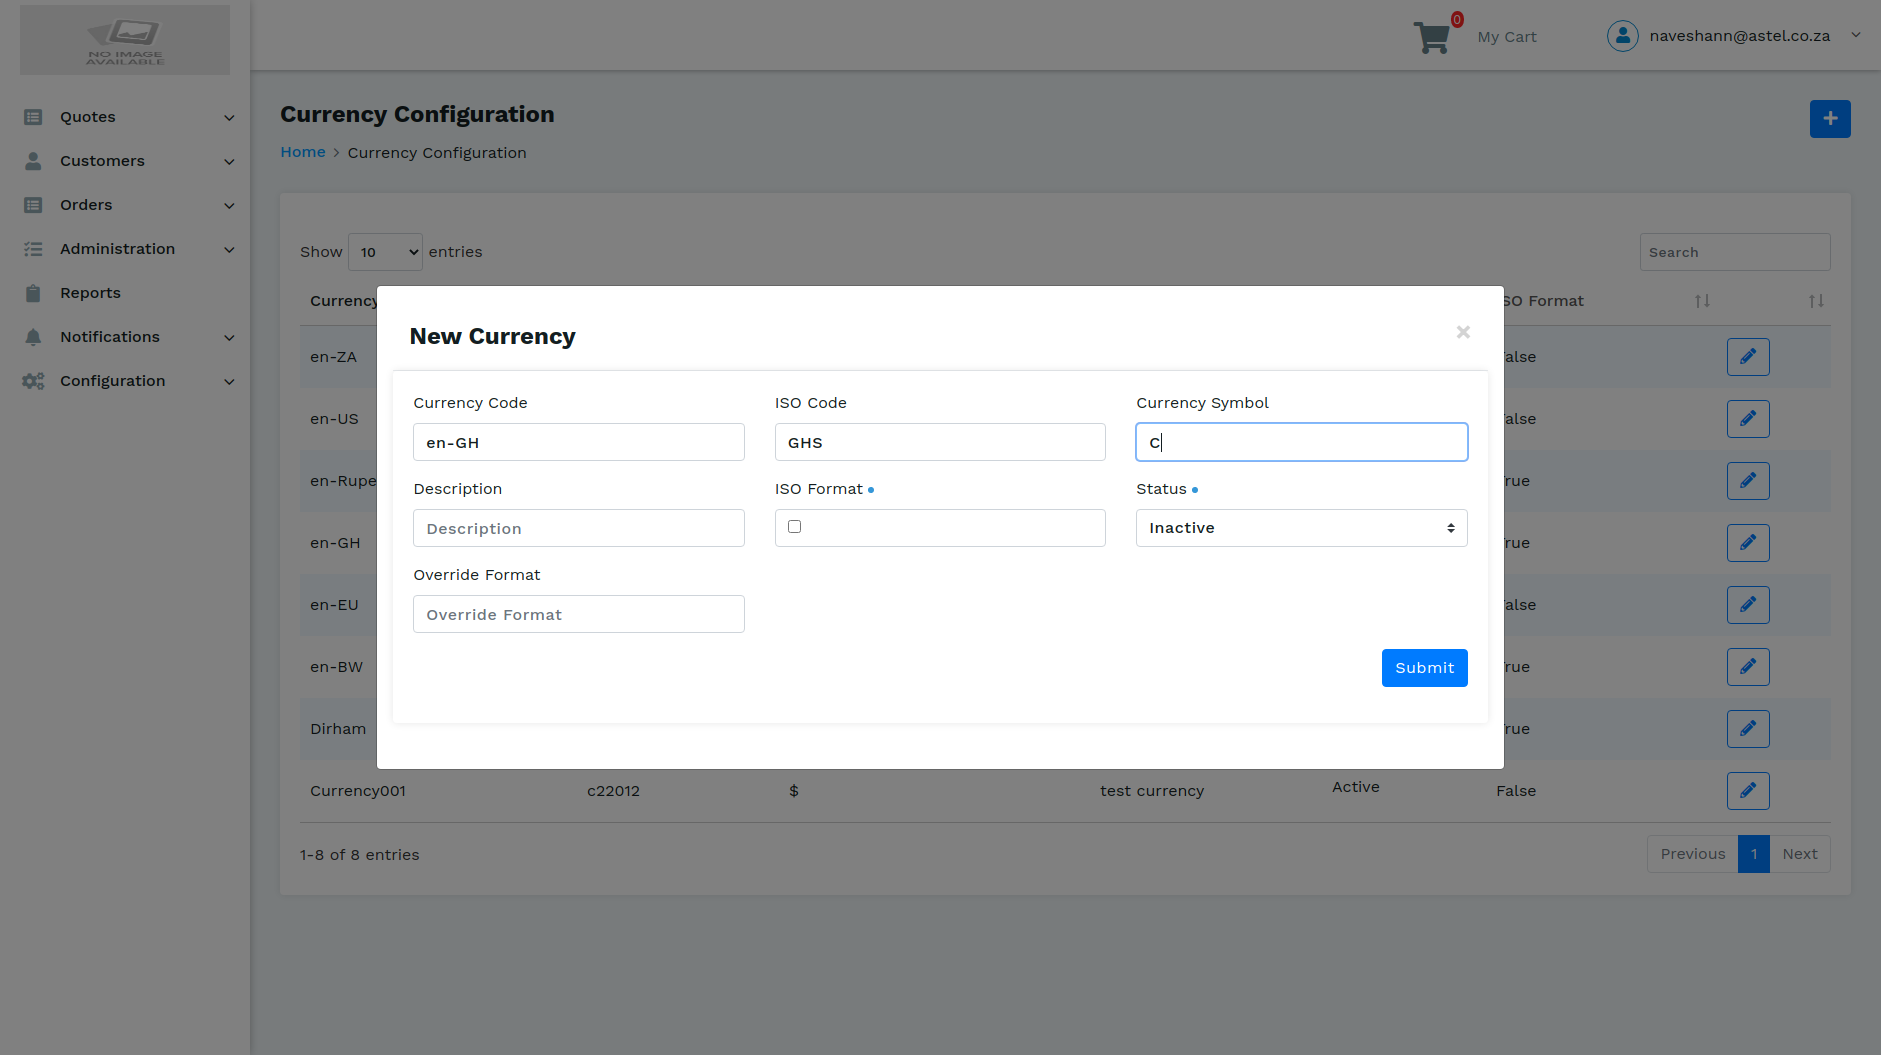 NO IMAGE
AVAILABLE
0
My Cart
naveshann@astel.co.za
Quotes
Customers
Orders
Administration
Reports
Notifications
Configuration
Currency Configuration
Home > Currency Configuration
Show 10 entries
Search
Currency
SO Format
en-ZA
alse
en-US
alse
en-Rupe
rue
en-GH
rue
en-EU
alse
en-BW
rue
Dirham
rue
New Currency
×
Currency Code
ISO Code
Currency Symbol
en-GH
GHS
C
Description
ISO Format
Status
Description
Inactive
Override Format
Override Format
Submit
Currency001
c22012
$
test currency
Active
False
1-8 of 8 entries
Previous
1
Next